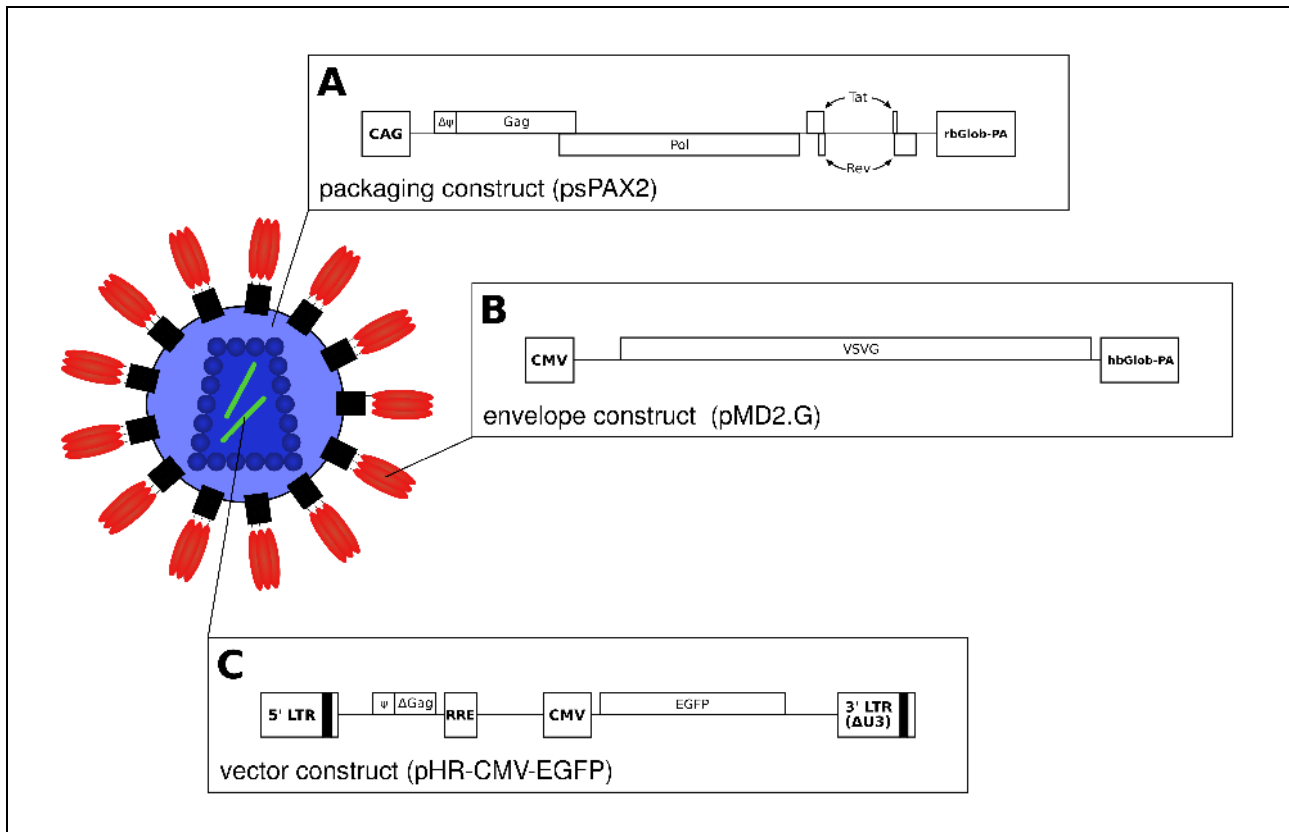 A
CAG
Δψ
Gag
Pol
Tat
Rev
rbGlob-PA
packaging construct (psPAX2)
B
CMV
VSVG
hbGlob-PA
envelope construct (pMD2.G)
C
5' LTR
ψ
ΔGag
RRE
CMV
EGFP
3' LTR
(ΔU3)
vector construct (pHR-CMV-EGFP)